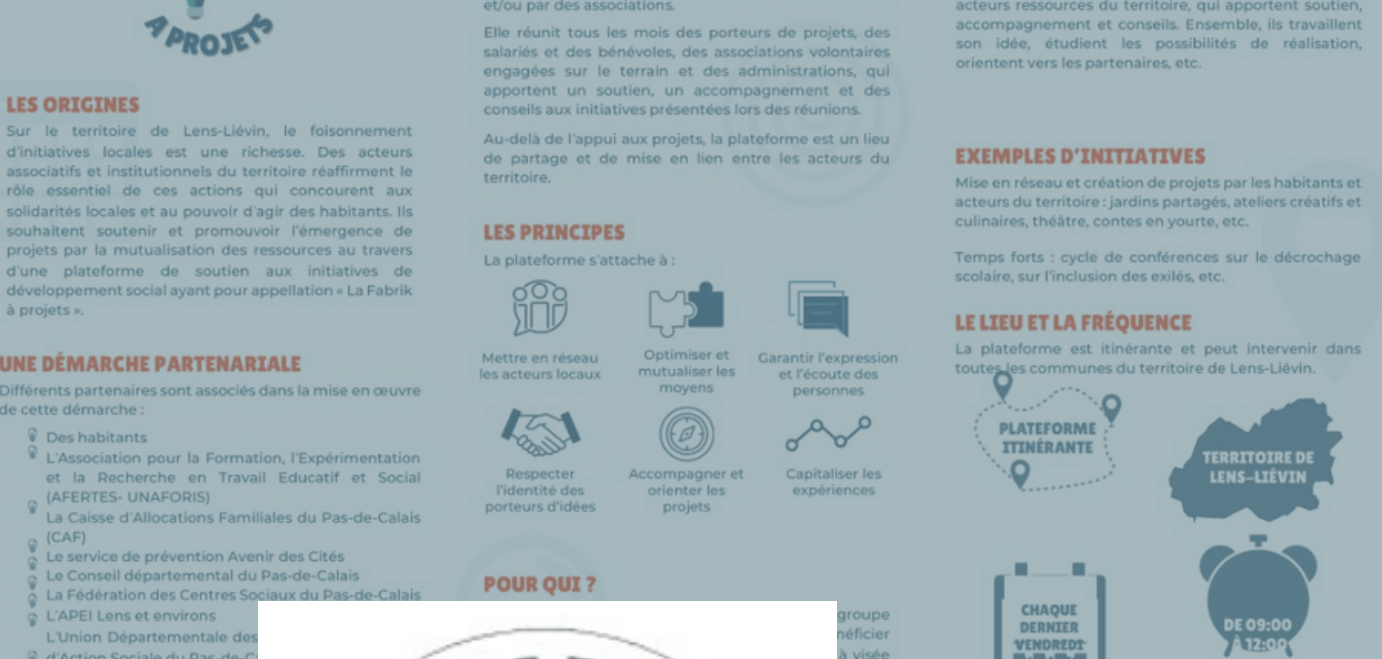 A PROJETS
LES ORIGINES
Sur le territoire de Lens-Liévin, le foisonnement
d'initiatives locales est une richesse. Des acteurs
associatifs et institutionnels du territoire réaffirment le
rôle essentiel de ces actions qui concourent aux
solidarités locales et au pouvoir d'agir des habitants. Ils
souhaitent soutenir et promouvoir l'émergence de
projets par la mutualisation des ressources au travers
d'une plateforme de soutien aux initiatives de
développement social ayant pour appellation « La Fabrik
à projets ».
UNE DÉMARCHE PARTENARIALE
Différents partenaires sont associés dans la mise en œuvre
de cette démarche :
Des habitants
L'Association pour la Formation, l'Expérimentation
et la Recherche en Travail Educatif et Social
(AFERTES- UNAFORIS)
La Caisse d'Allocations Familiales du Pas-de-Calais
(CAF)
Le service de prévention Avenir des Cités
Le Conseil départemental du Pas-de-Calais
La Fédération des Centres Sociaux du Pas-de-Calais
L'APEI Lens et environs
L'Union Départementale des
d'Action Sociale du Pas-de-C
et/ou par des associations.
Elle réunit tous les mois des porteurs de projets, des
salariés et des bénévoles, des associations volontaires
engagées sur le terrain et des administrations, qui
apportent un soutien, un accompagnement et des
conseils aux initiatives présentées lors des réunions.
Au-delà de l'appui aux projets, la plateforme est un lieu
de partage et de mise en lien entre les acteurs du
territoire.
LES PRINCIPES
La plateforme s'attache à :
Mettre en réseau
les acteurs locaux
Optimiser et
mutualiser les
moyens
Garantir l'expression
et l'écoute des
personnes
Respecter
l'identité des
porteurs d'idées
Accompagner et
orienter les
projets
Capitaliser les
expériences
POUR QUI ?
groupe
néficier
à visée
acteurs ressources du territoire, qui apportent soutien,
accompagnement et conseils. Ensemble, ils travaillent
son idée, étudient les possibilités de réalisation,
orientent vers les partenaires, etc.
EXEMPLES D'INITIATIVES
Mise en réseau et création de projets par les habitants et
acteurs du territoire : jardins partagés, ateliers créatifs et
culinaires, théâtre, contes en yourte, etc.
Temps forts : cycle de conférences sur le décrochage
scolaire, sur l'inclusion des exilés, etc.
LE LIEU ET LA FRÉQUENCE
La plateforme est itinérante et peut intervenir dans
toutes les communes du territoire de Lens-Liévin.
PLATEFORME
ITINÉRANTE
TERRITOIRE DE
LENS-LIÉVIN
CHAQUE
DERNIER
VENDREDI
DE 09:00
À 12:00